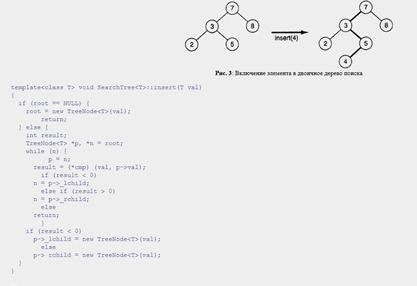 7
3
8
2
5
insert(4)
7
3
8
2
5
4
Рис. 3: Включение элемента в двоичное дерево поиска
template<class T> void SearchTree<T>::insert(T val)
{
if (root == NULL) {
root = new TreeNode<T>(val);
return;
} else {
int result;
TreeNode<T> *p, *n = root;
while (n) {
p = n;
result = (*cmp) (val, p->val);
if (result < 0)
n = p->_lchild;
else if (result > 0)
n = p->_rchild;
else
return;
}
if (result < 0)
p->_lchild = new TreeNode<T>(val);
else
p-> rchild = new TreeNode<T>(val);
}
}